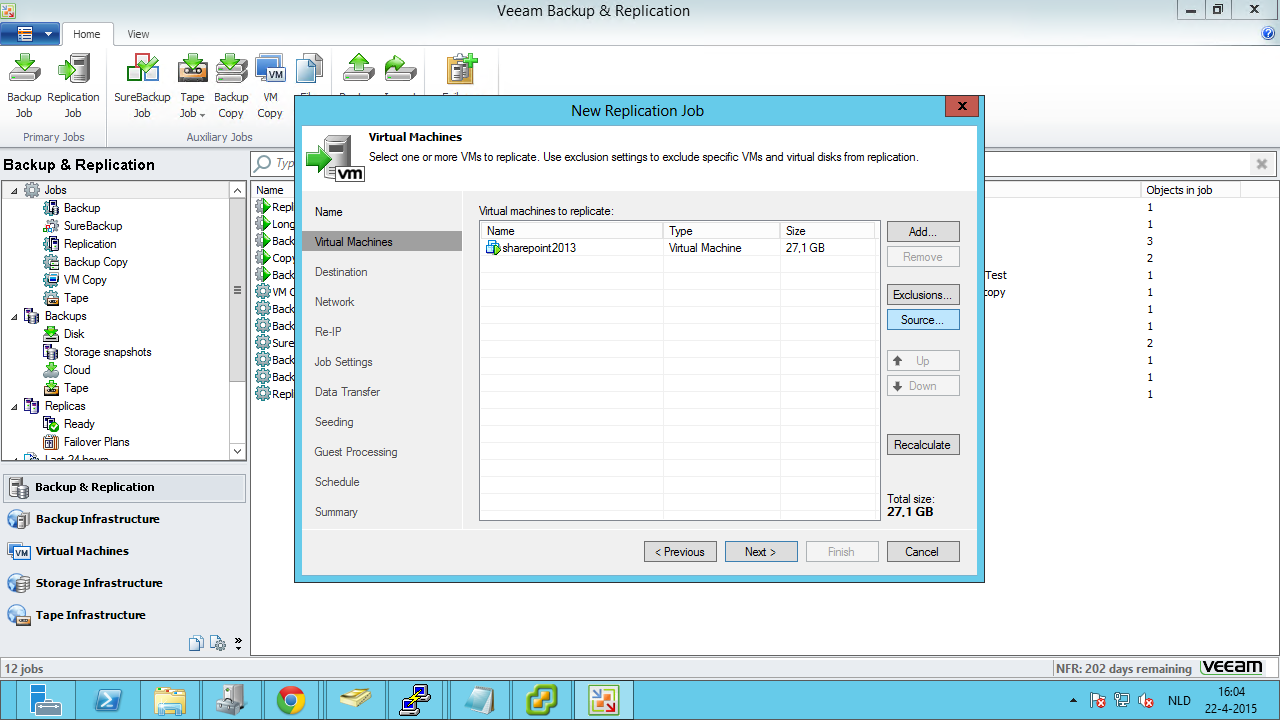 Veeam Backup & Replication
Home View
Backup Job
Replication Job
SureBackup Job
Tape Job
Backup Copy
VM Copy
Primary Jobs
Auxiliary Jobs
New Replication Job
Virtual Machines
Select one or more VMs to replicate. Use exclusion settings to exclude specific VMs and virtual disks from replication.
vm
Name
Virtual Machines
Destination
Network
Re-IP
Job Settings
Data Transfer
Seeding
Guest Processing
Schedule
Summary
Virtual machines to replicate:
Name Type Size
sharepoint2013 Virtual Machine 27,1 GB
Add...
Remove
Exclusions...
Source...
Up
Down
Recalculate
Total size:
27,1 GB
< Previous Next > Finish Cancel
Backup & Replication
Jobs
Backup
SureBackup
Replication
Backup Copy
VM Copy
Tape
Backups
Disk
Storage snapshots
Cloud
Tape
Replicas
Ready
Failover Plans
Last 24 hours
Backup & Replication
Backup Infrastructure
Virtual Machines
Storage Infrastructure
Tape Infrastructure
Name
Objects in job
Repl 1
Long 1
Back 3
Copy 2
Back Test 1
VM C copy 1
Back 1
Back 1
Sure 2
Back 1
Back 1
Repl 1
12 jobs
NFR: 202 days remaining
veeam
NLD
16:04
22-4-2015